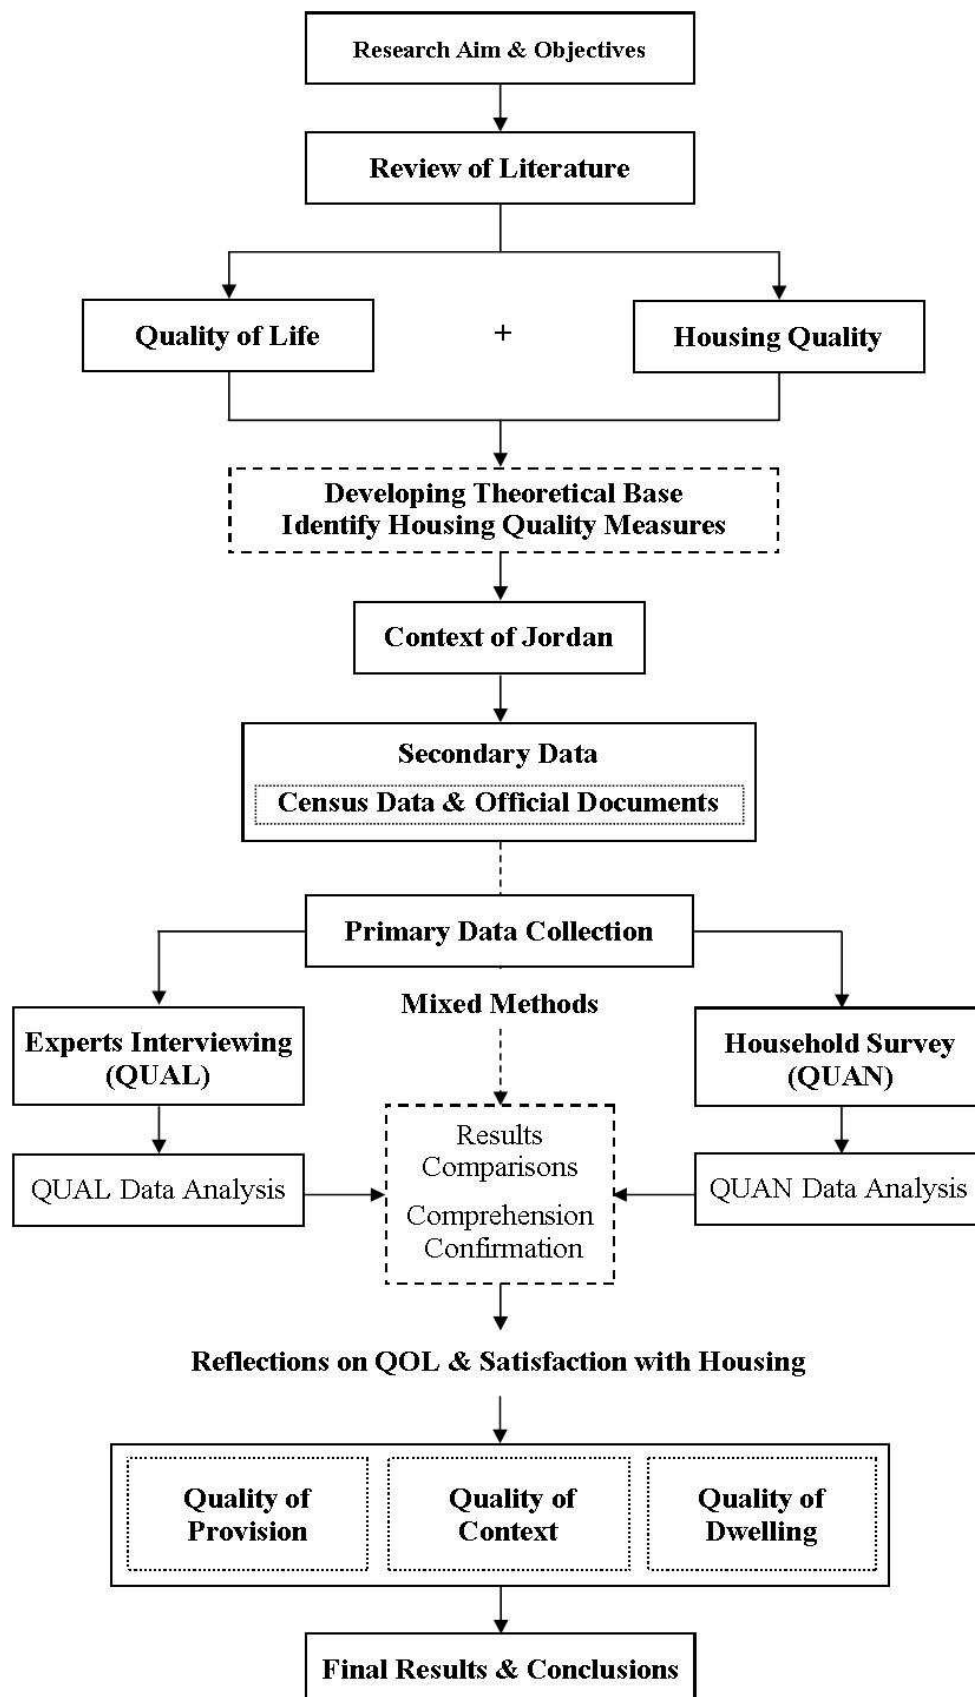 Research Aim & Objectives
Review of Literature
Quality of Life
+
Housing Quality
Developing Theoretical Base
Identify Housing Quality Measures
Context of Jordan
Secondary Data
Census Data & Official Documents
Primary Data Collection
Mixed Methods
Experts Interviewing
(QUAL)
Household Survey
(QUAN)
QUAL Data Analysis
Results
Comparisons
Comprehension
Confirmation
QUAN Data Analysis
Reflections on QOL & Satisfaction with Housing
Quality of
Provision
Quality of
Context
Quality of
Dwelling
Final Results & Conclusions